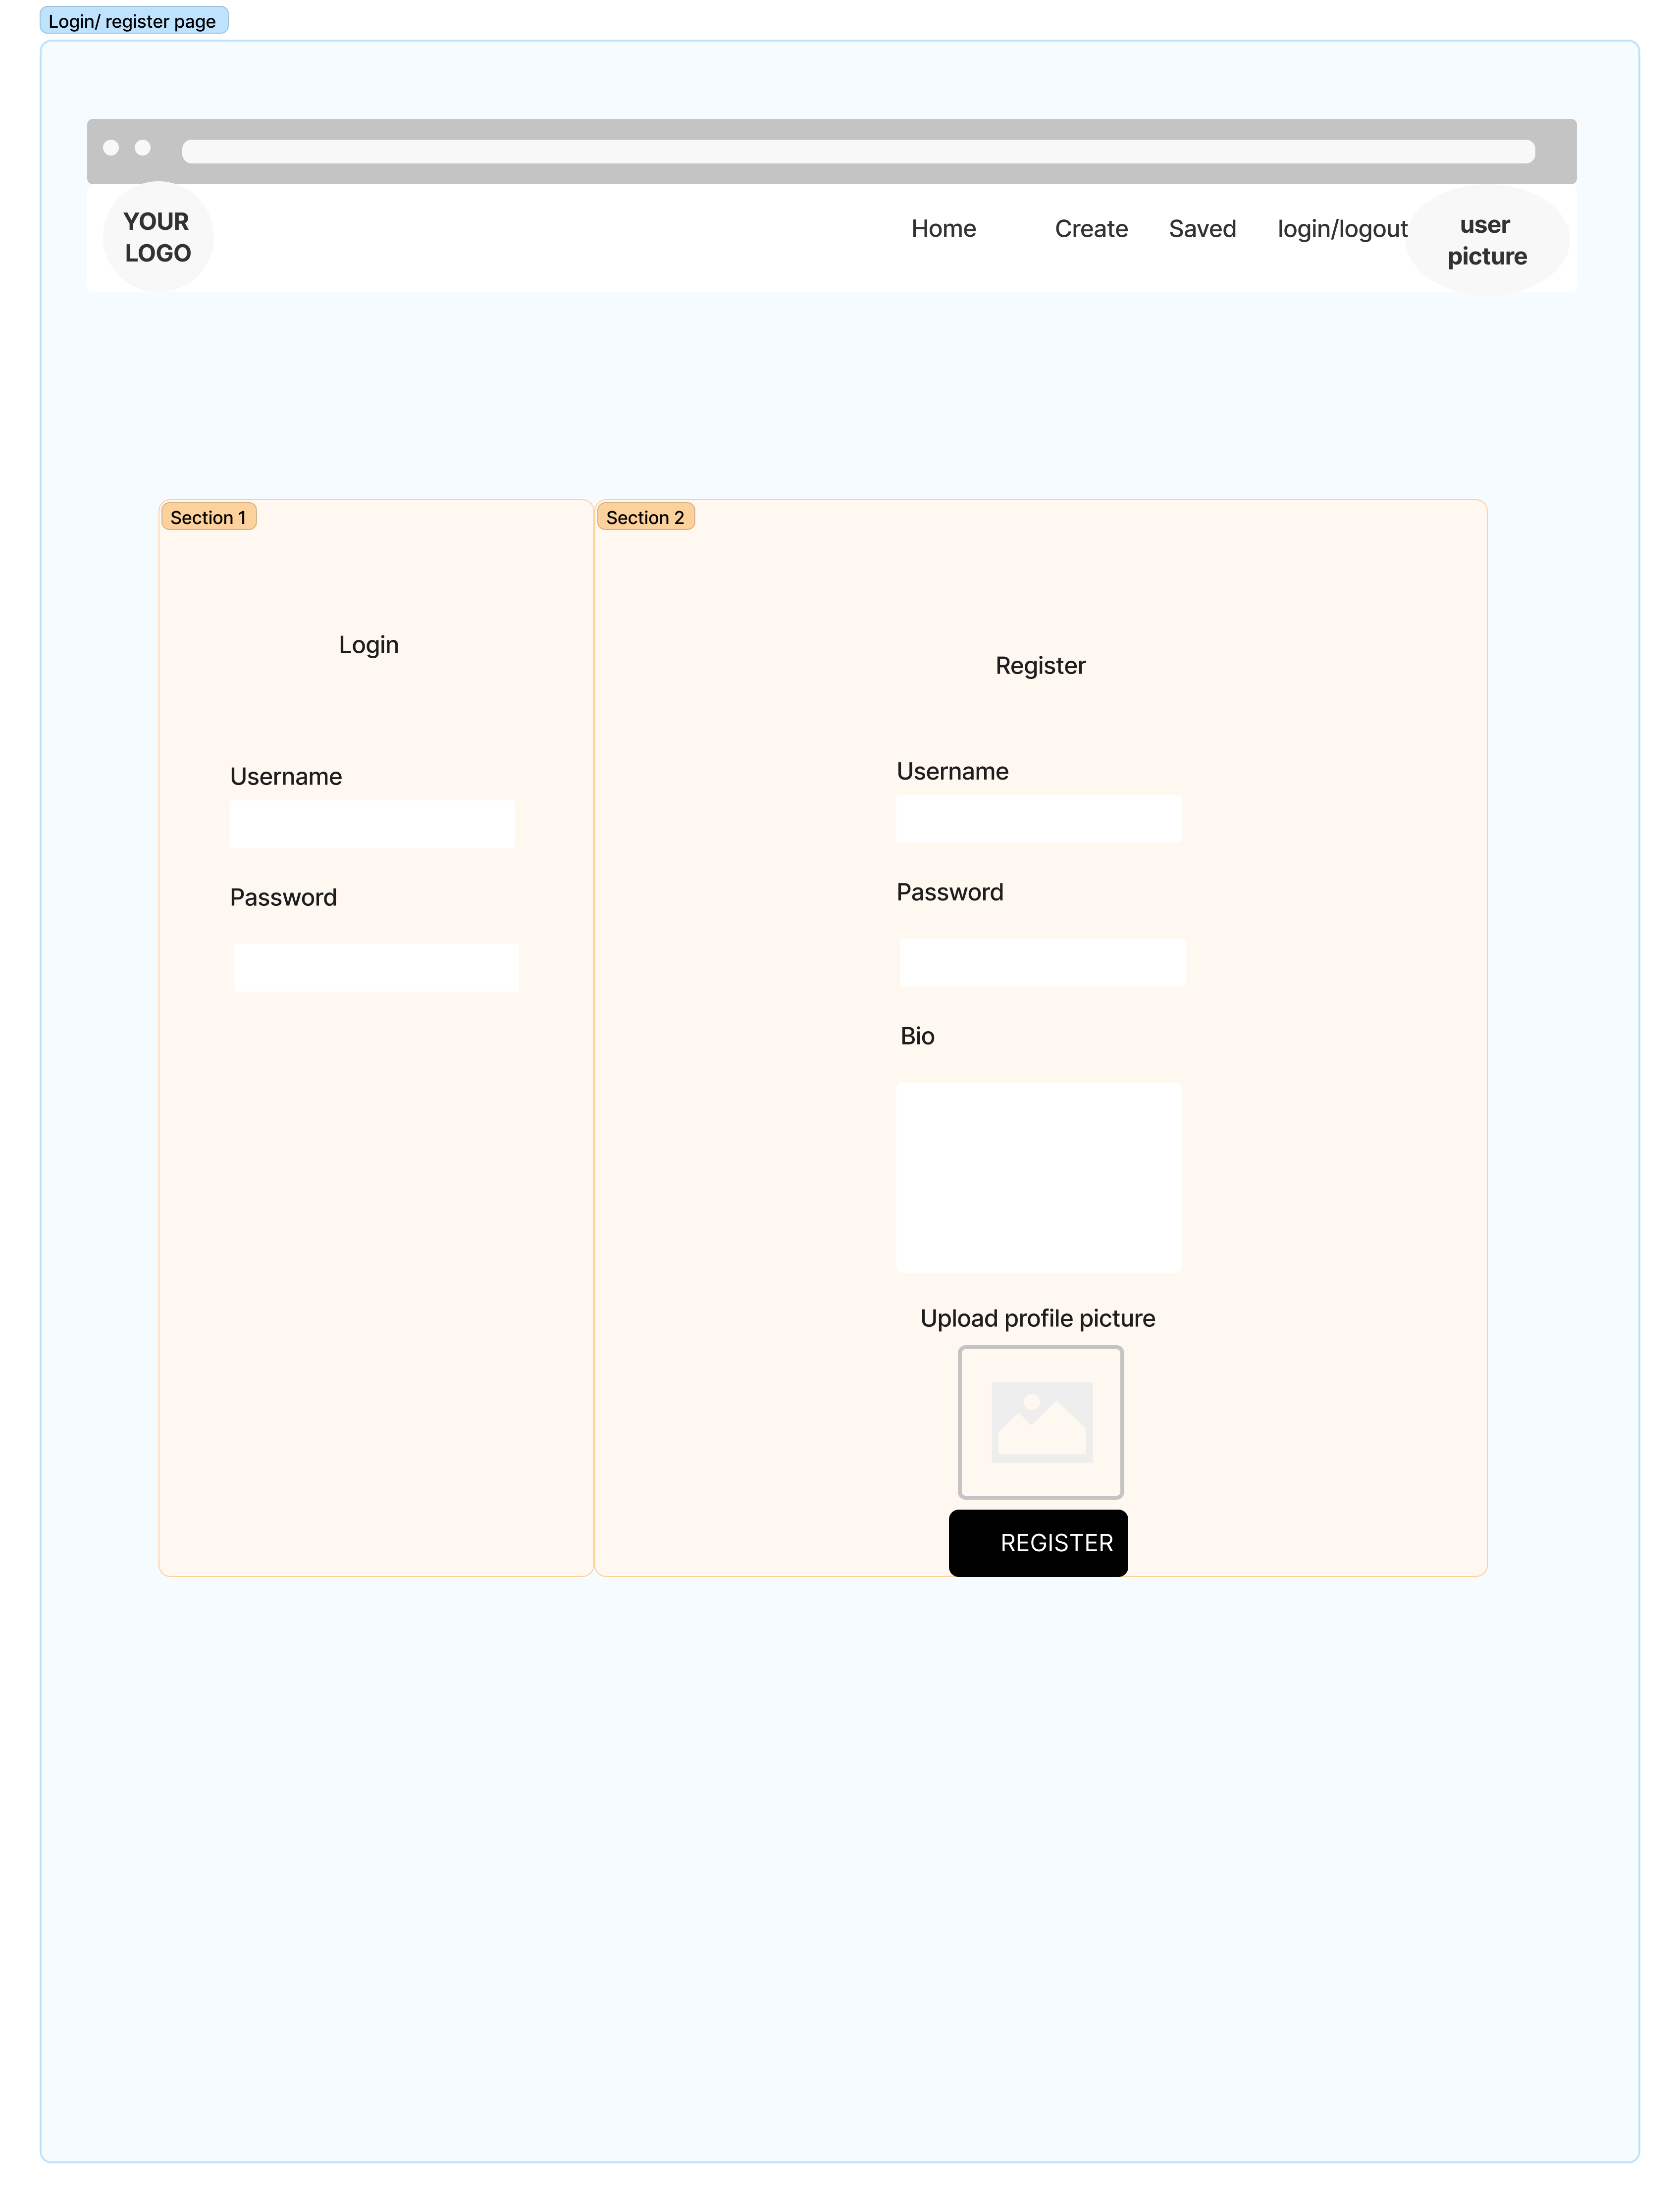 Login/ register page
YOUR
LOGO
Home
Create
Saved
login/logout
user
picture
Section 1
Login
Username
Password
Section 2
Register
Username
Password
Bio
Upload profile picture
REGISTER